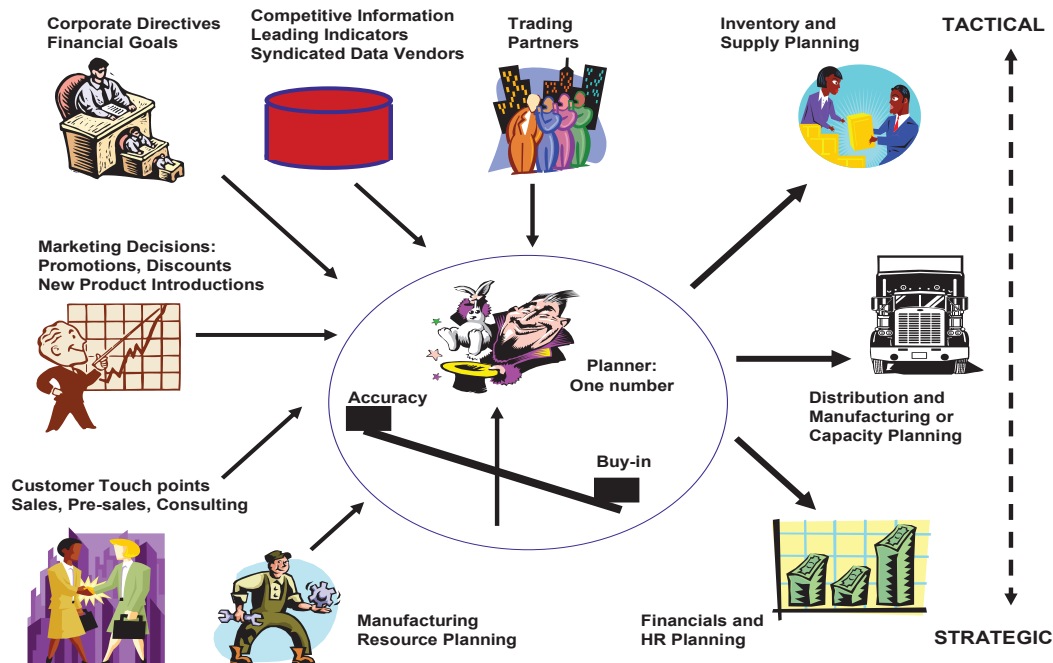 Corporate Directives
Financial Goals
Competitive Information
Leading Indicators
Syndicated Data Vendors
Trading
Partners
Inventory and
Supply Planning
TACTICAL
Marketing Decisions:
Promotions, Discounts
New Product Introductions
Planner:
One number
Accuracy
Buy-in
Distribution and
Manufacturing or
Capacity Planning
Customer Touch points
Sales, Pre-sales, Consulting
Manufacturing
Resource Planning
Financials and
HR Planning
STRATEGIC